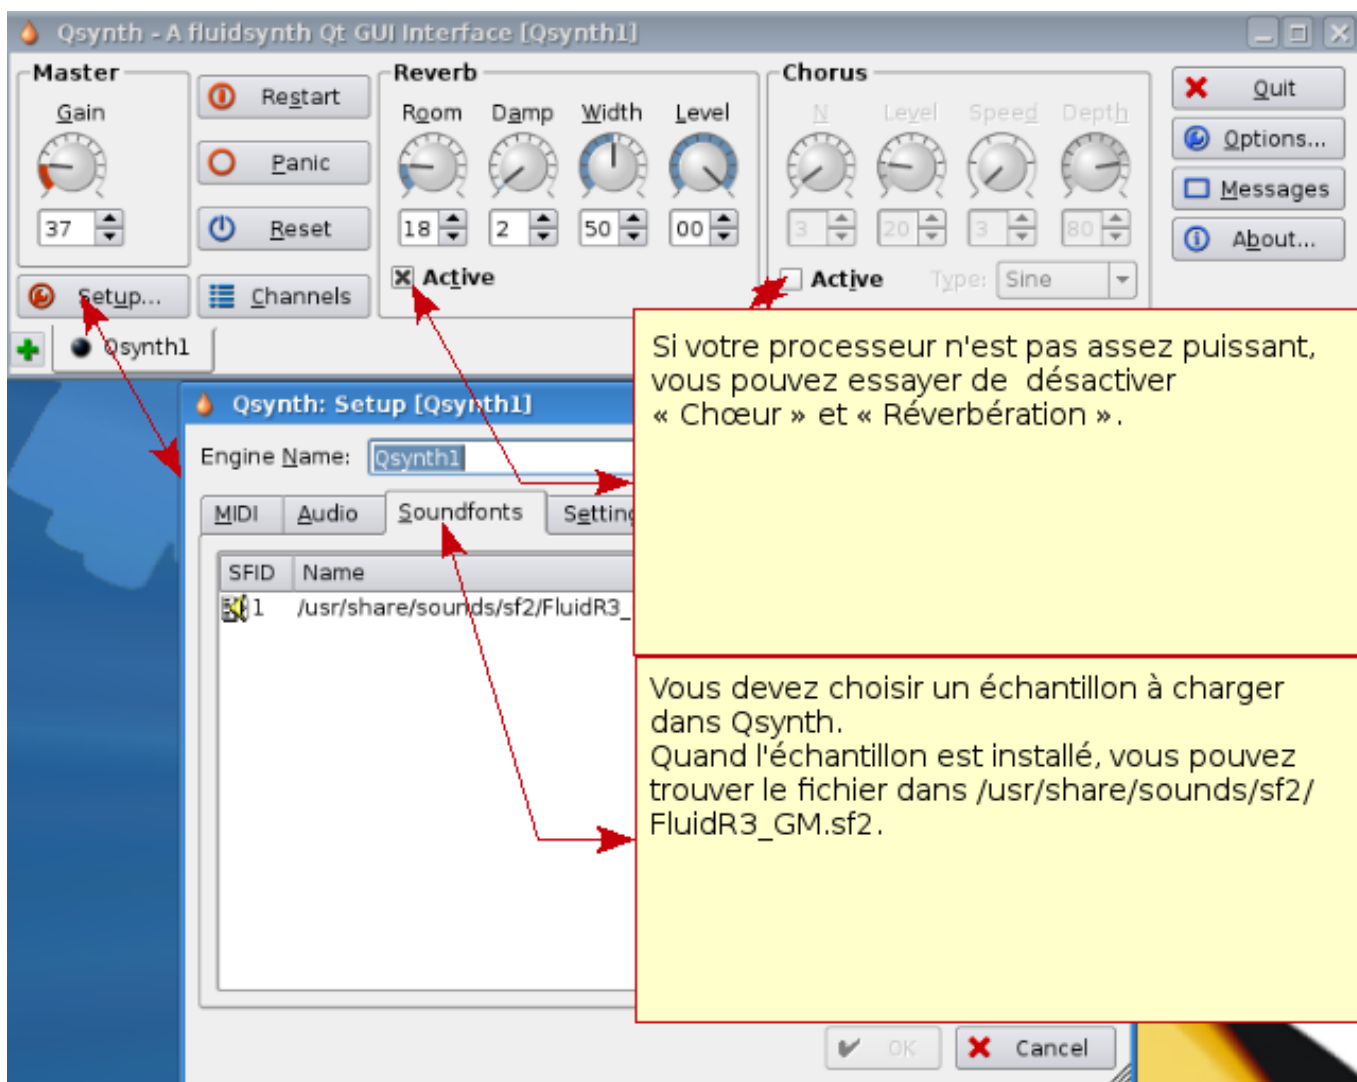 Qsynth - A fluidsynth Qt GUI Interface [Qsynth1]
Master
Gain
37
Setup...
Restart
Panic
Reset
Channels
Reverb
Room Damp Width Level
18 2 50 00
Active
Chorus
N Level Speed Depth
3 20 3 80
Active Type: Sine
Quit
Options...
Messages
About...
Qsynth1
Si votre processeur n'est pas assez puissant,
vous pouvez essayer de désactiver
« Chœur » et « Réverbération ».
Qsynth: Setup [Qsynth1]
Engine Name: Qsynth1
MIDI Audio Soundfonts
SFID Name
1 /usr/share/sounds/sf2/FluidR3_
Vous devez choisir un échantillon à charger
dans Qsynth.
Quand l'échantillon est installé, vous pouvez
trouver le fichier dans /usr/share/sounds/sf2/
FluidR3_GM.sf2.
OK Cancel